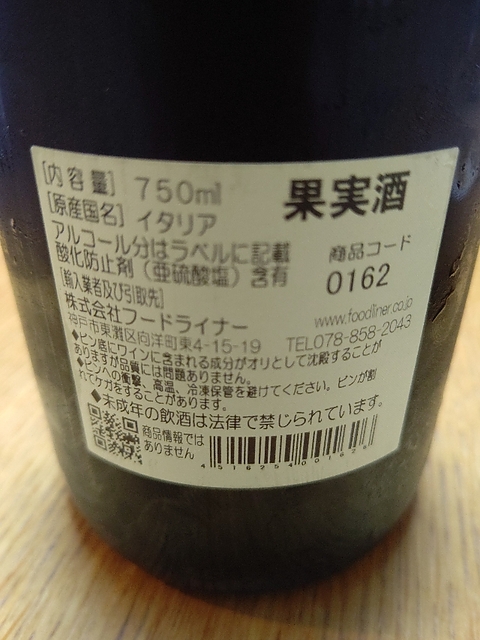 [内容量] 750ml
果実酒
[原産国名] イタリア
アルコール分はラベルに記載
商品コード
酸化防止剤（亜硫酸塩）含有
0162
[輸入業者及び引取先]
株式会社フードライナー
www.foodliner.co.jp
神戸市東灘区向洋町東4-15-19 TEL078-858-2043
◆ビン底にワインに含まれる成分がオリとして沈殿することが
ありますが品質には問題ありません。
◆ビンへの衝撃、高温、冷凍保管を避けてください。ビンが割
れてケガをすることがあります。
◆未成年の飲酒は法律で禁じられています。
商品情報では
ありません
4516254001626